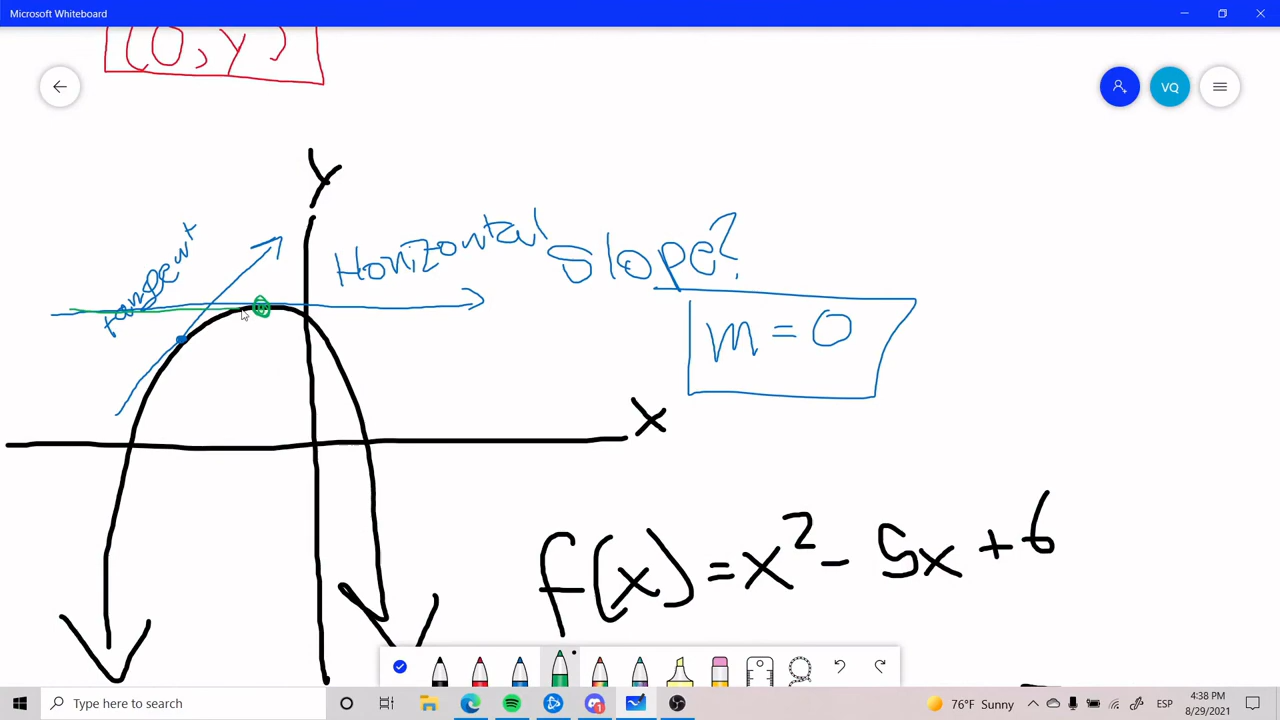 Microsoft Whiteboard
(0, y)
VQ
Y
tangent
Horizontal
Slope?
m = 0
X
f(x) = x² - 5x + 6
Type here to search
76°F Sunny
ESP
4:38 PM
8/29/2021